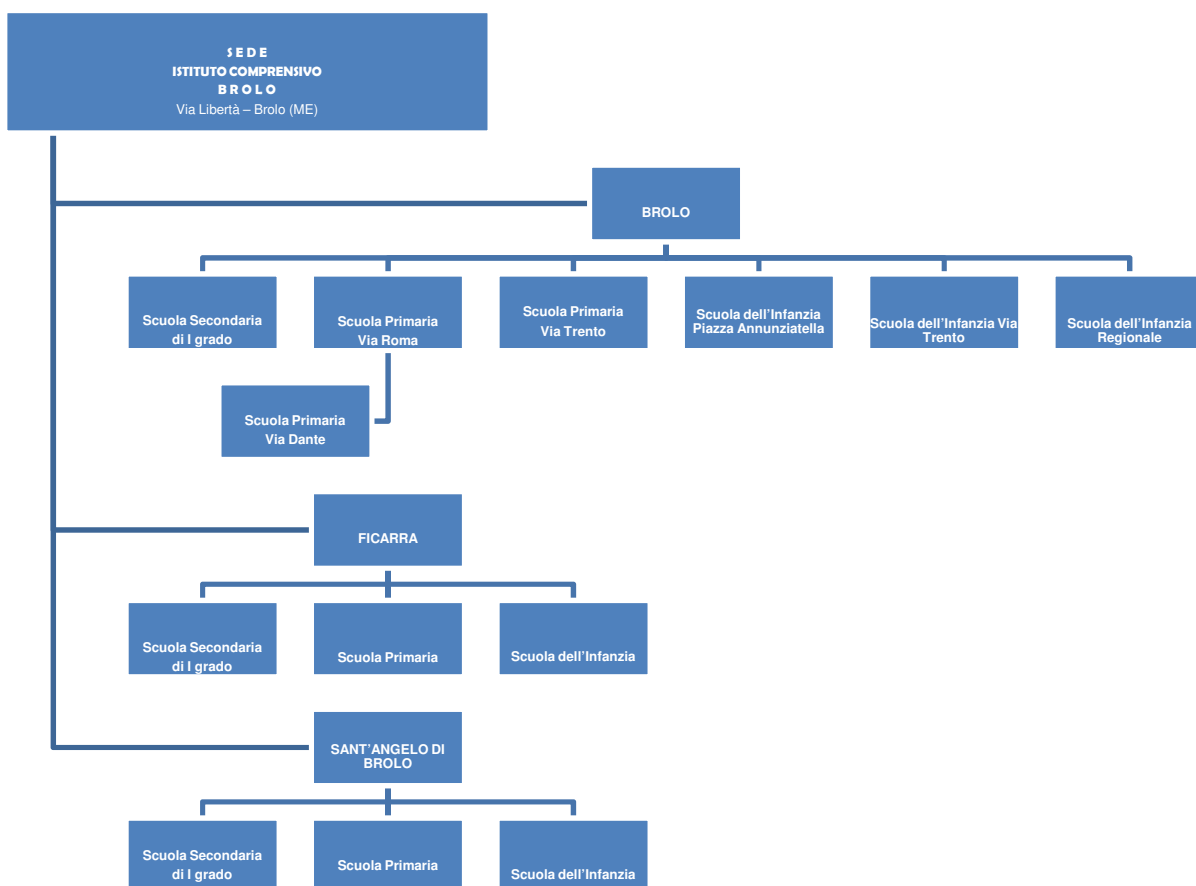 S E D E
ISTITUTO COMPRENSIVO
B R O L O
Via Libertà – Brolo (ME)
BROLO
Scuola Secondaria
di I grado
Scuola Primaria
Via Roma
Scuola Primaria
Via Trento
Scuola dell'Infanzia
Piazza Annunziatella
Scuola dell'Infanzia Via
Trento
Scuola dell'Infanzia
Regionale
Scuola Primaria
Via Dante
FICARRA
Scuola Secondaria
di I grado
Scuola Primaria
Scuola dell'Infanzia
SANT'ANGELO DI
BROLO
Scuola Secondaria
di I grado
Scuola Primaria
Scuola dell'Infanzia